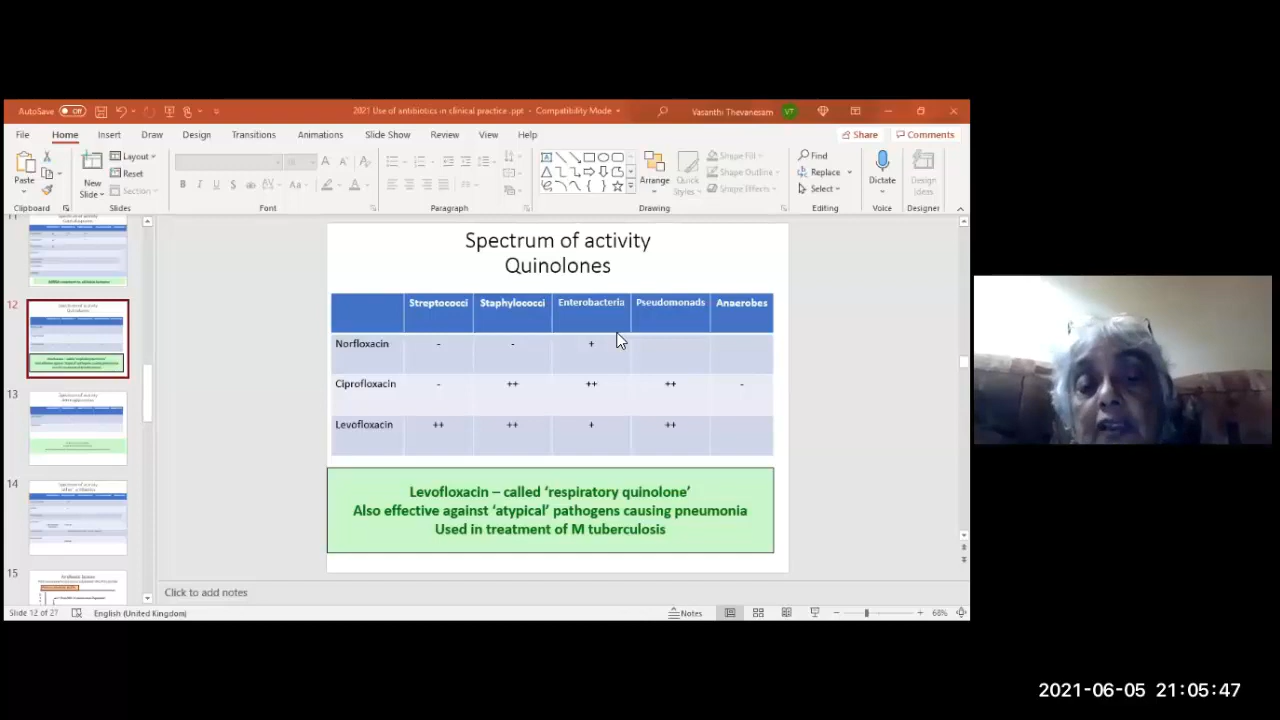 AutoSave Off
2021 Use of antibiotics in clinical practice .ppt - Compatibility Mode
Vasanthi Thevanesam VT
File Home Insert Draw Design Transitions Animations Slide Show Review View Help
Share Comments
Paste
New
Slide
Layout
Reset
Section
B I U S ab AV Aa A
Arrange
Quick
Styles
Shape Fill
Shape Outline
Shape Effects
Find
Replace
Select
Dictate
Design
Ideas
Clipboard Slides Font Paragraph Drawing Editing Voice Designer
11
12
13
14
15
Spectrum of activity
Quinolones
Streptococci Staphylococci Enterobacteria Pseudomonads Anaerobes
Norfloxacin - - +
Ciprofloxacin - ++ ++ ++ -
Levofloxacin ++ ++ + ++
Levofloxacin – called ‘respiratory quinolone’
Also effective against ‘atypical’ pathogens causing pneumonia
Used in treatment of M tuberculosis
Click to add notes
Slide 12 of 27 English (United Kingdom) Notes 68%
2021-06-05 21:05:47